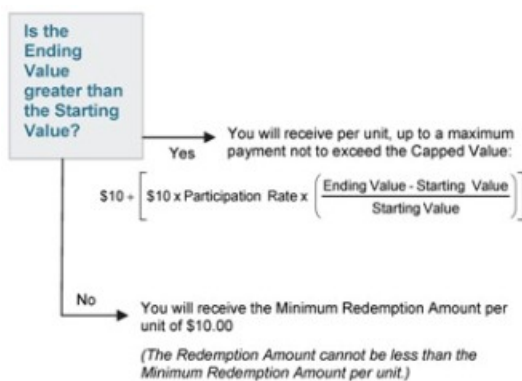 Is the
Ending
Value
greater than
the Starting
Value?
Yes
You will receive per unit, up to a maximum
payment not to exceed the Capped Value:
$10 + [ $10 x Participation Rate x ( Ending Value - Starting Value / Starting Value ) ]
No
You will receive the Minimum Redemption Amount per
unit of $10.00
(The Redemption Amount cannot be less than the
Minimum Redemption Amount per unit.)